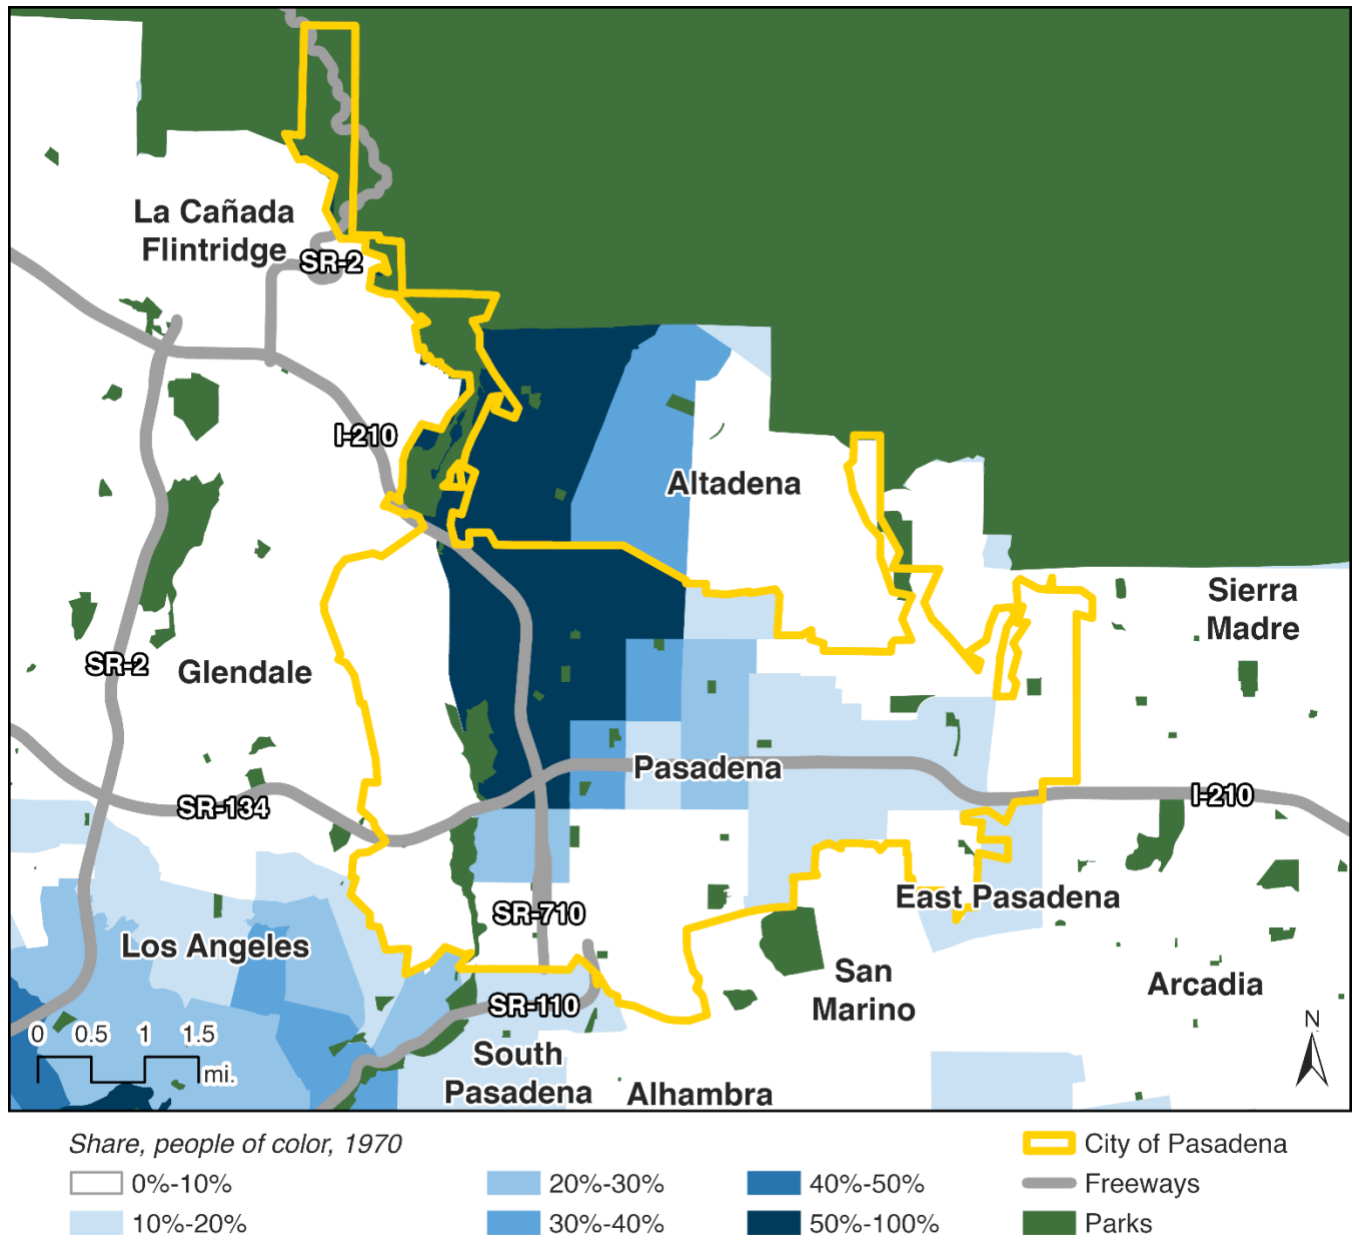 La Cañada
Flintridge
SR-2
I-210
Altadena
Sierra
Madre
SR-2
Glendale
Pasadena
I-210
SR-134
East Pasadena
SR-710
Los Angeles
San
Marino
Arcadia
SR-110
N
0 0.5 1 1.5
mi.
South
Pasadena
Alhambra
Share, people of color, 1970
0%-10%
10%-20%
20%-30%
30%-40%
40%-50%
50%-100%
City of Pasadena
Freeways
Parks